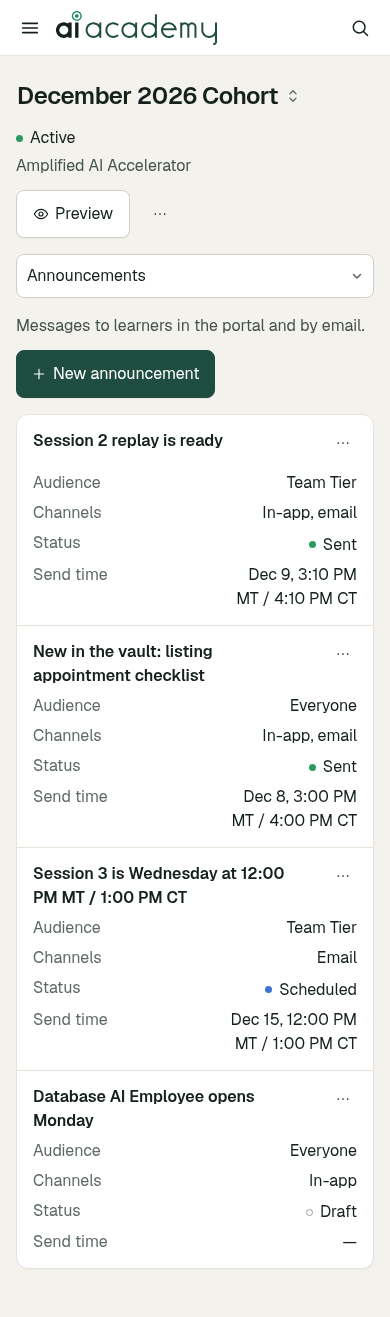 ai academy
December 2026 Cohort
Active
Amplified AI Accelerator
Preview
...
Announcements
Messages to learners in the portal and by email.
+ New announcement
Session 2 replay is ready
...
Audience
Team Tier
Channels
In-app, email
Status
Sent
Send time
Dec 9, 3:10 PM
MT / 4:10 PM CT
New in the vault: listing
appointment checklist
...
Audience
Everyone
Channels
In-app, email
Status
Sent
Send time
Dec 8, 3:00 PM
MT / 4:00 PM CT
Session 3 is Wednesday at 12:00
PM MT / 1:00 PM CT
...
Audience
Team Tier
Channels
Email
Status
Scheduled
Send time
Dec 15, 12:00 PM
MT / 1:00 PM CT
Database AI Employee opens
Monday
...
Audience
Everyone
Channels
In-app
Status
Draft
Send time
—